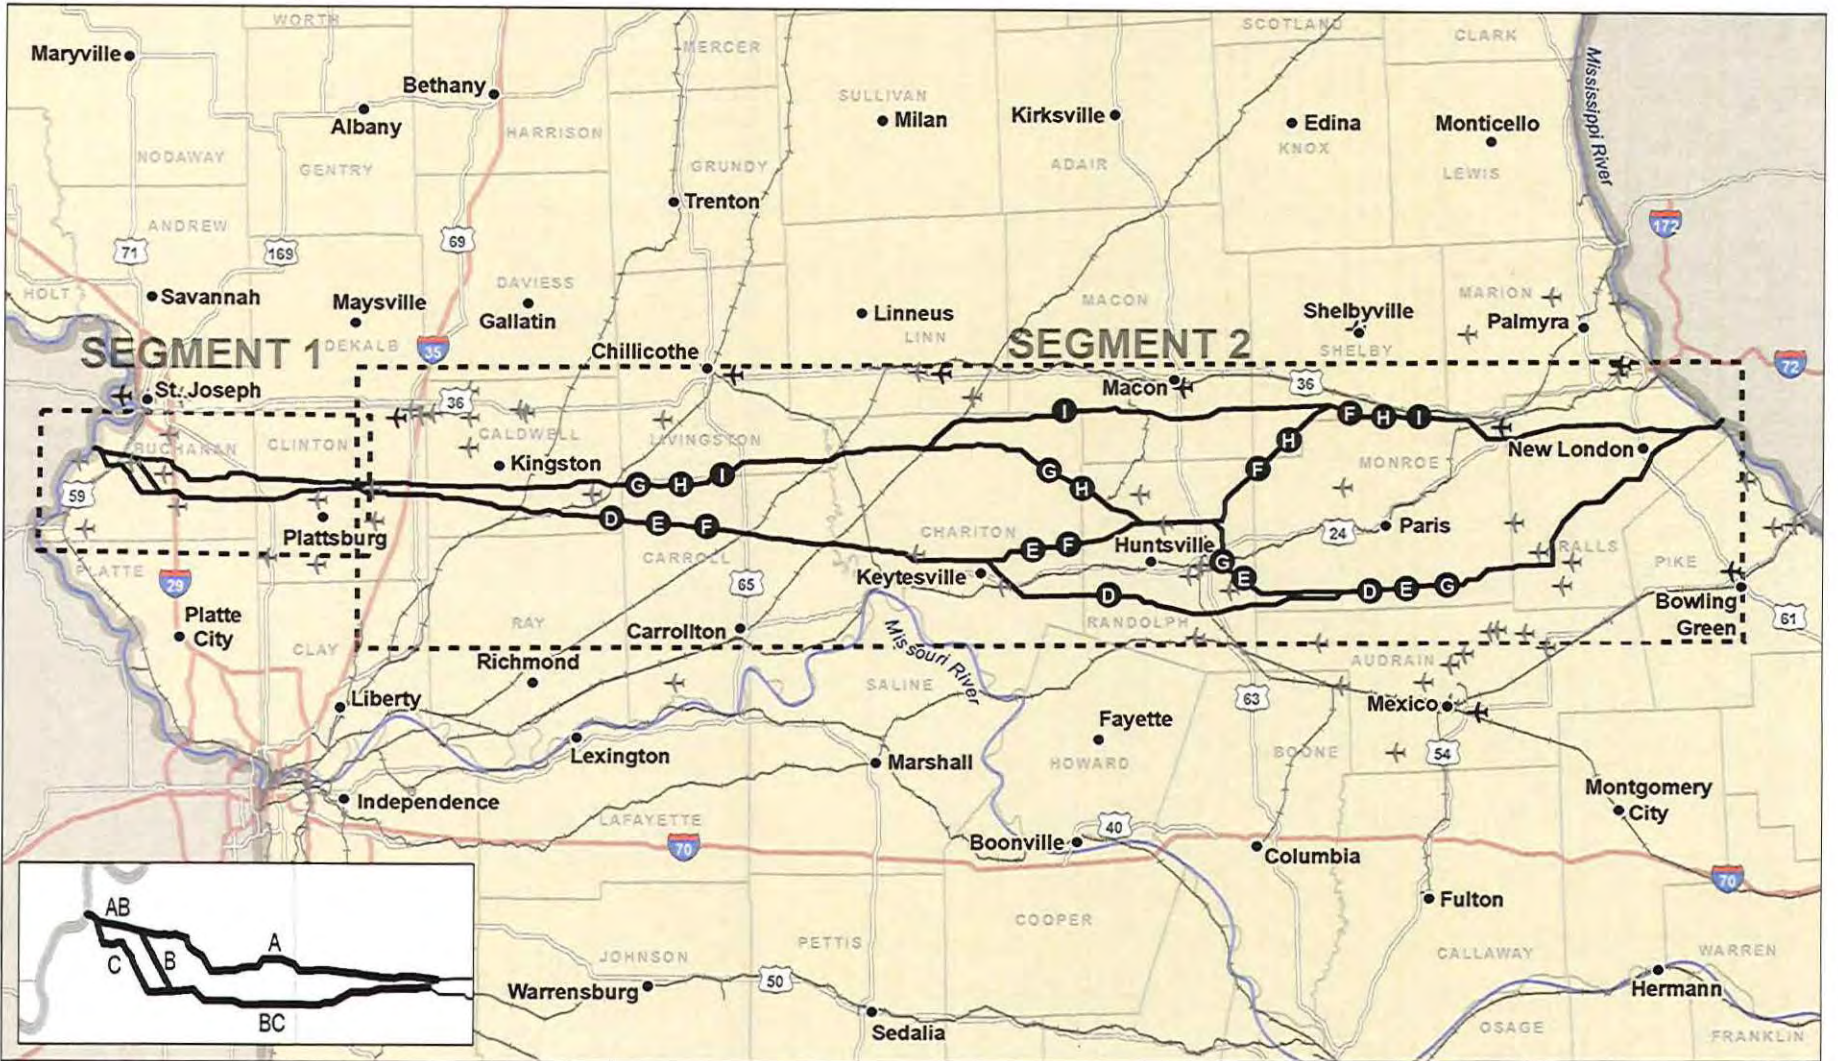 WORTH
SCOTLAND
CLARK
MERCER
Maryville
Mississippi River
Bethany
SULLIVAN
Milan
Kirksville
Edina
Monticello
Albany
HARRISON
KNOX
NODAWAY
GENTRY
GRUNDY
ADAIR
LEWIS
Trenton
ANDREW
172
71
169
69
HOLT
Savannah
Maysville
DAVIESS
Gallatin
Linneus
MACON
Shelbyville
MARION
Palmyra
SEGMENT 1
DEKALB
35
Chillicothe
LINN
SEGMENT 2
SHELBY
72
St. Joseph
36
Macon
36
I
F H I
BUCHANAN
CLINTON
CALDWELL
LIVINGSTON
H
New London
Kingston
G H I
G
H
F
MONROE
59
Plattsburg
D E F
CHARITON
E F
Huntsville
24
Paris
RALLS
PIKE
PLATTE
29
CARROLL
65
Keytesville
D
G
E
D E G
Bowling
Green
61
Platte
City
CLAY
RAY
Carrollton
Missouri River
RANDOLPH
Richmond
SALINE
AUDRAIN
Liberty
63
Mexico
Lexington
Marshall
Fayette
HOWARD
BOONE
54
Independence
LAFAYETTE
70
Boonville
40
Columbia
Montgomery
City
70
Fulton
AB
A
C
B
BC
JOHNSON
PETTIS
COOPER
CALLAWAY
WARREN
Warrensburg
50
Sedalia
Hermann
OSAGE
FRANKLIN